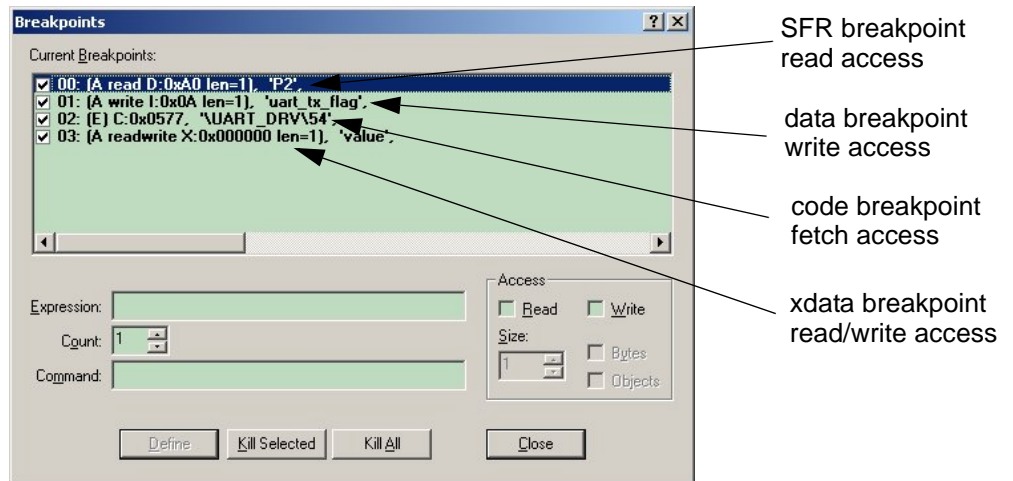 Breakpoints
Current Breakpoints:
00: (A read D:0xA0 len=1), 'P2',
01: (A write I:0x0A len=1), 'uart_tx_flag',
02: (E) C:0x0577, '\UART_DRV\54',
03: (A readwrite X:0x000000 len=1), 'value',
SFR breakpoint
read access
data breakpoint
write access
code breakpoint
fetch access
xdata breakpoint
read/write access
Expression:
Count: 1
Command:
Access
Read Write
Size:
1
Bytes
Objects
Define Kill Selected Kill All Close